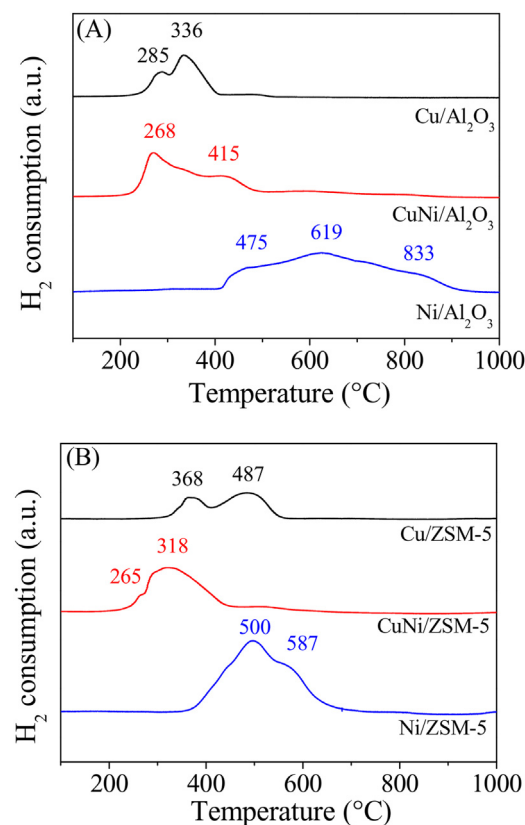 (A)
336
285
Cu/Al₂O₃
268
415
CuNi/Al₂O₃
475
619
833
Ni/Al₂O₃
H₂ consumption (a.u.)
200 400 600 800 1000
Temperature (°C)
(B)
368
487
Cu/ZSM-5
318
265
CuNi/ZSM-5
500
587
Ni/ZSM-5
H₂ consumption (a.u.)
200 400 600 800 1000
Temperature (°C)